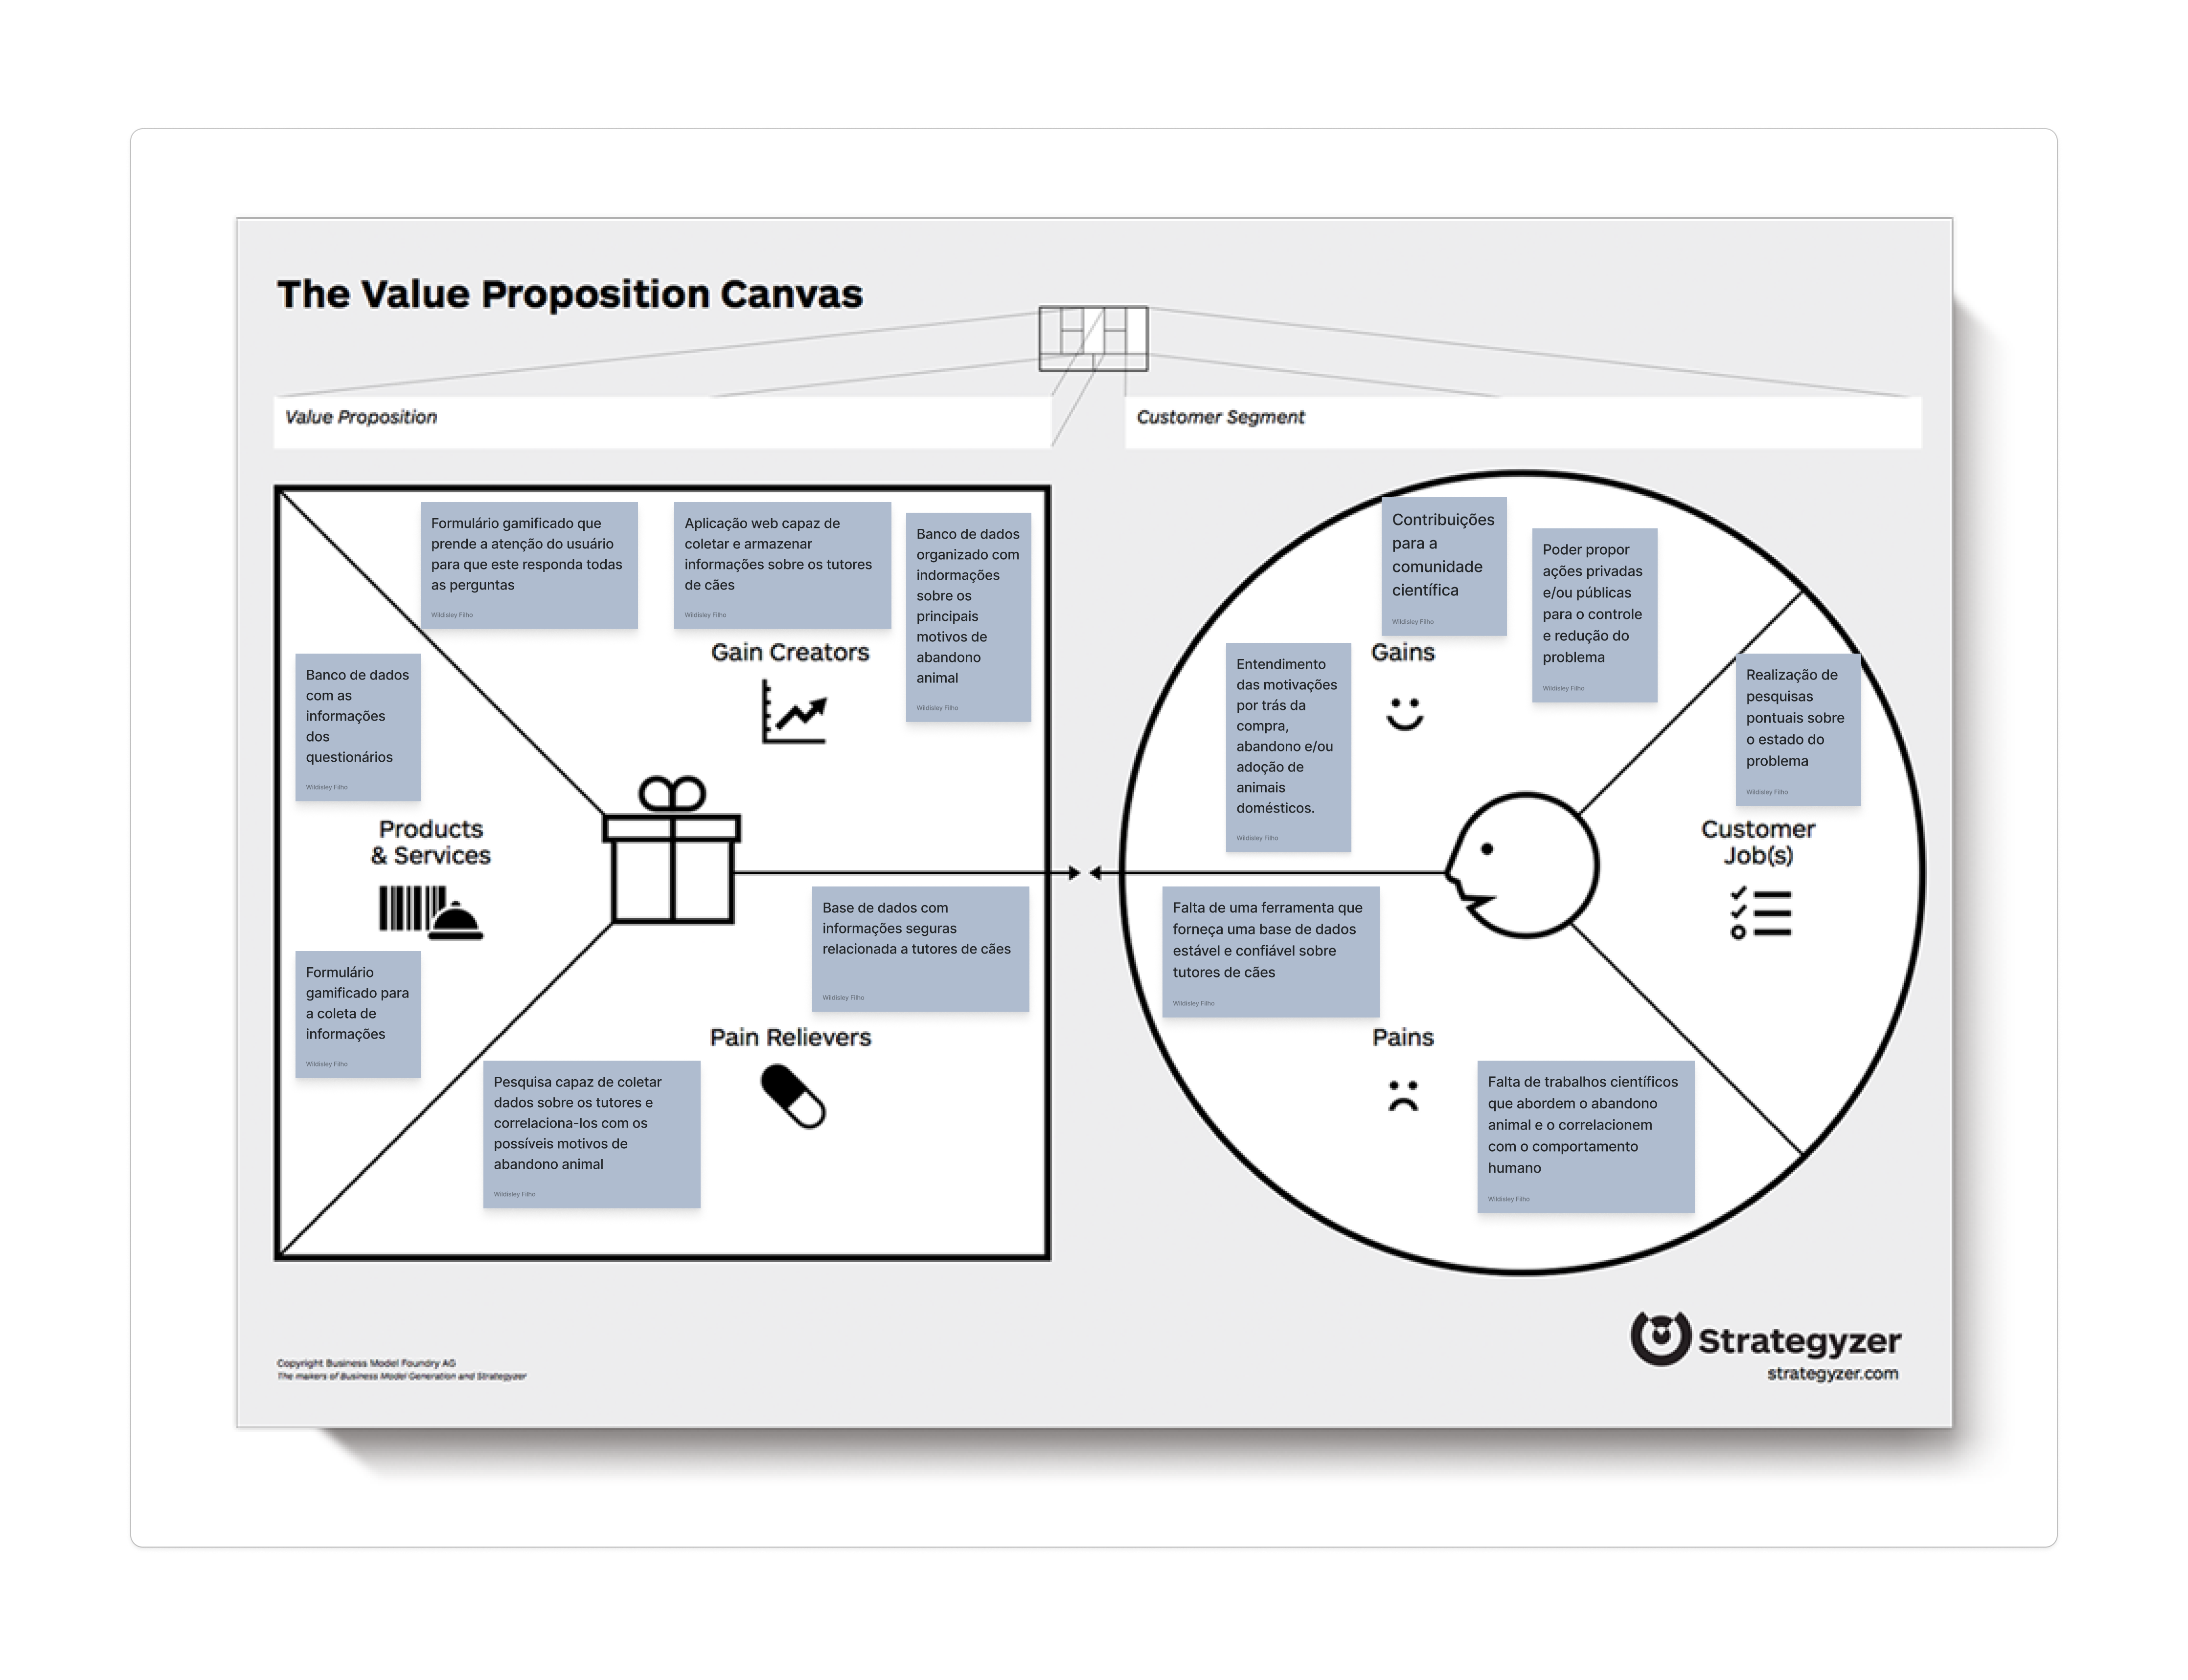 The Value Proposition Canvas
Value Proposition
Customer Segment
Formulário gamificado que
prende a atenção do usuário
para que este responda todas
as perguntas
Wildisley Filho
Aplicação web capaz de
coletar e armazenar
informações sobre os tutores
de cães
Wildisley Filho
Banco de dados
organizado com
indormações
sobre os
principais
motivos de
abandono
animal
Wildisley Filho
Gain Creators
Banco de dados
com as
informações
dos
questionários
Wildisley Filho
Products
& Services
Formulário
gamificado para
a coleta de
informações
Wildisley Filho
Base de dados com
informações seguras
relacionada a tutores de cães
Wildisley Filho
Pain Relievers
Pesquisa capaz de coletar
dados sobre os tutores e
correlaciona-los com os
possíveis motivos de
abandono animal
Wildisley Filho
Contribuições
para a
comunidade
científica
Wildisley Filho
Poder propor
ações privadas
e/ou públicas
para o controle
e redução do
problema
Wildisley Filho
Gains
Entendimento
das motivações
por trás da
compra,
abandono e/ou
adoção de
animais
domésticos.
Wildisley Filho
Realização de
pesquisas
pontuais sobre
o estado do
problema
Wildisley Filho
Customer
Job(s)
Falta de uma ferramenta que
forneça uma base de dados
estável e confiável sobre
tutores de cães
Wildisley Filho
Pains
Falta de trabalhos científicos
que abordem o abandono
animal e o correlacionem
com o comportamento
humano
Wildisley Filho
Copyright Business Model Foundry AG
The makers of Business Model Generation and Strategyzer
Strategyzer
strategyzer.com